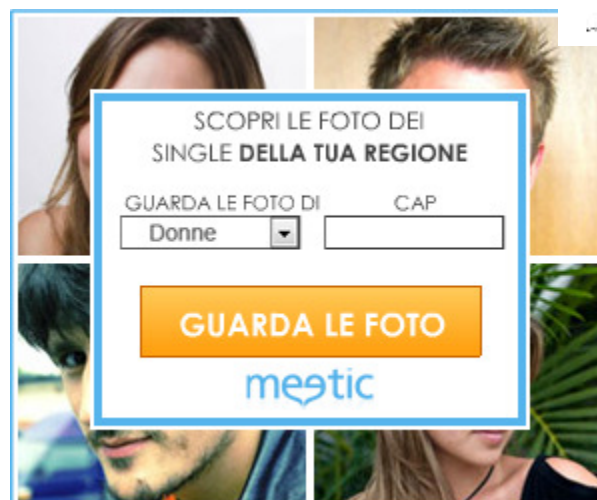 SCOPRI LE FOTO DEI
SINGLE DELLA TUA REGIONE
GUARDA LE FOTO DI CAP
Donne
GUARDA LE FOTO
meetic